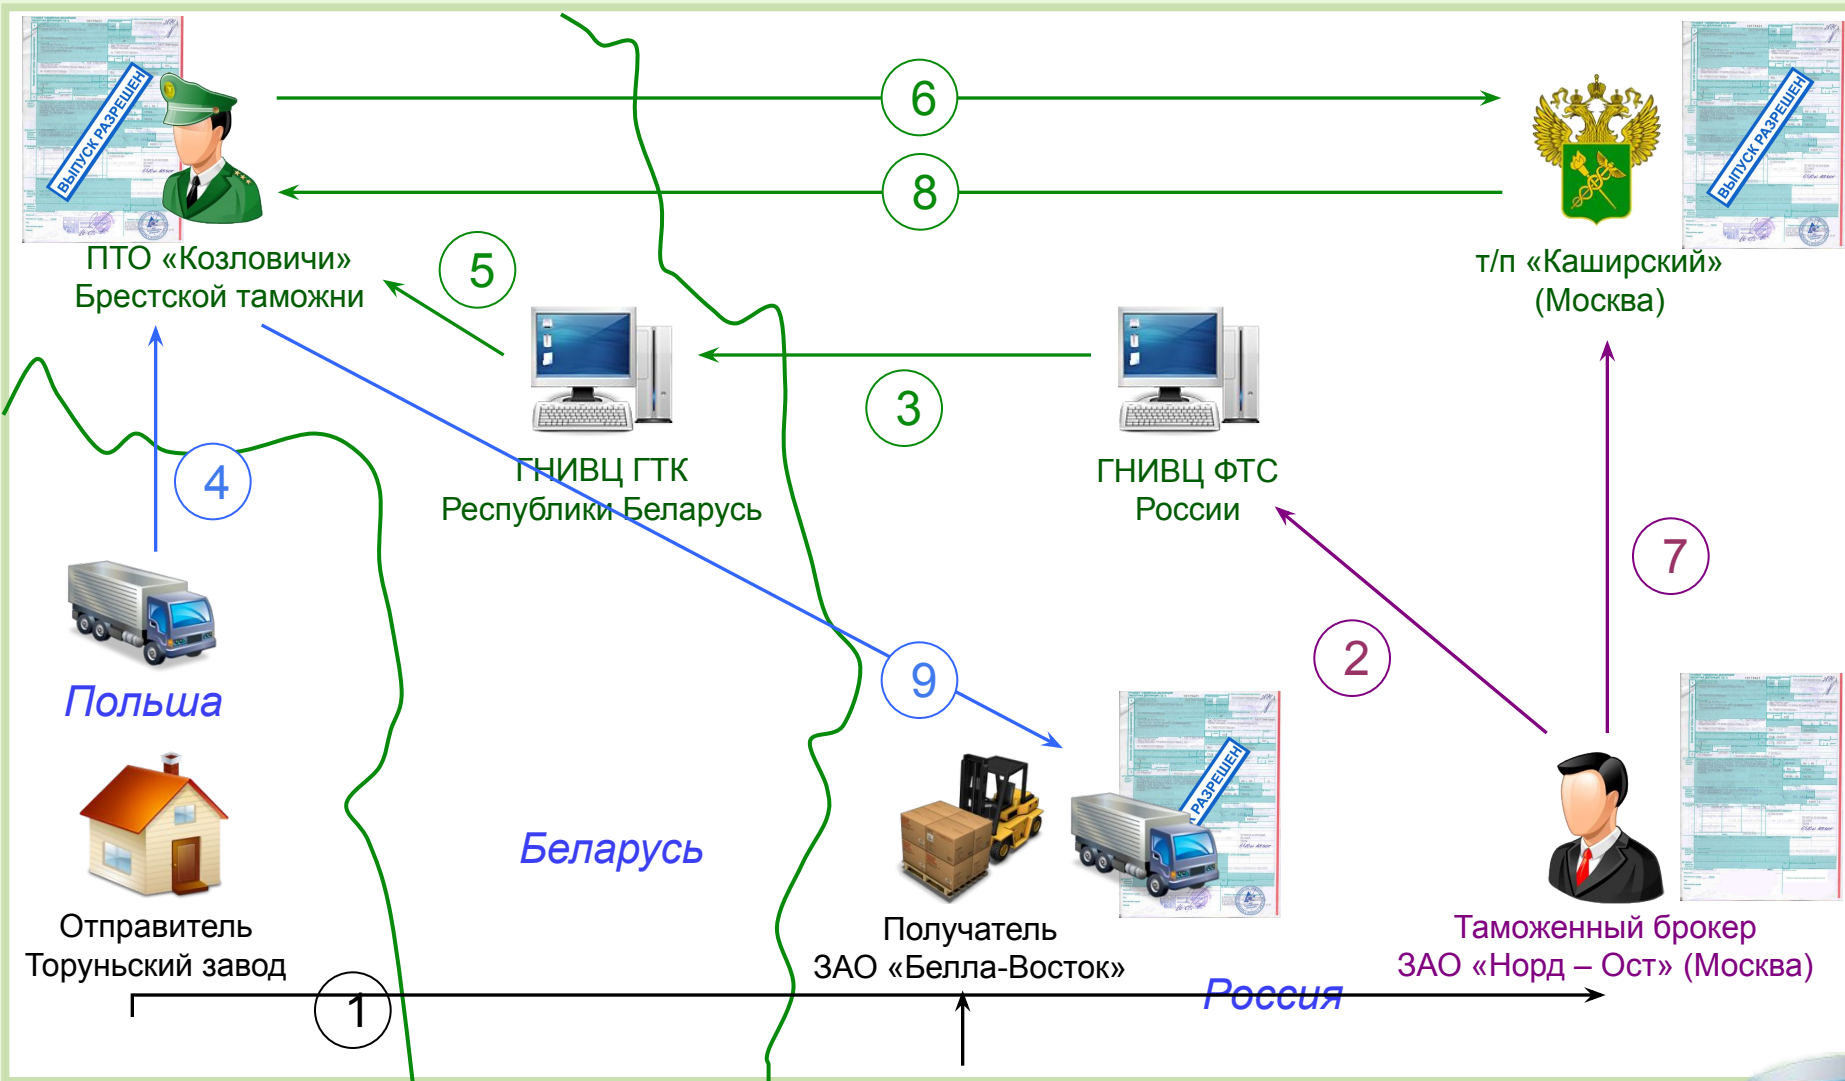 ВЫПУСК РАЗРЕШЕН
6
ВЫПУСК РАЗРЕШЕН
8
ПТО «Козловичи»
Брестской таможни
5
т/п «Каширский»
(Москва)
3
4
ГНИВЦ ГТК
Республики Беларусь
ГНИВЦ ФТС
России
7
2
Польша
9
РАЗРЕШЕН
Беларусь
Отправитель
Торуньский завод
Получатель
ЗАО «Белла-Восток»
Таможенный брокер
ЗАО «Норд – Ост» (Москва)
Россия
1